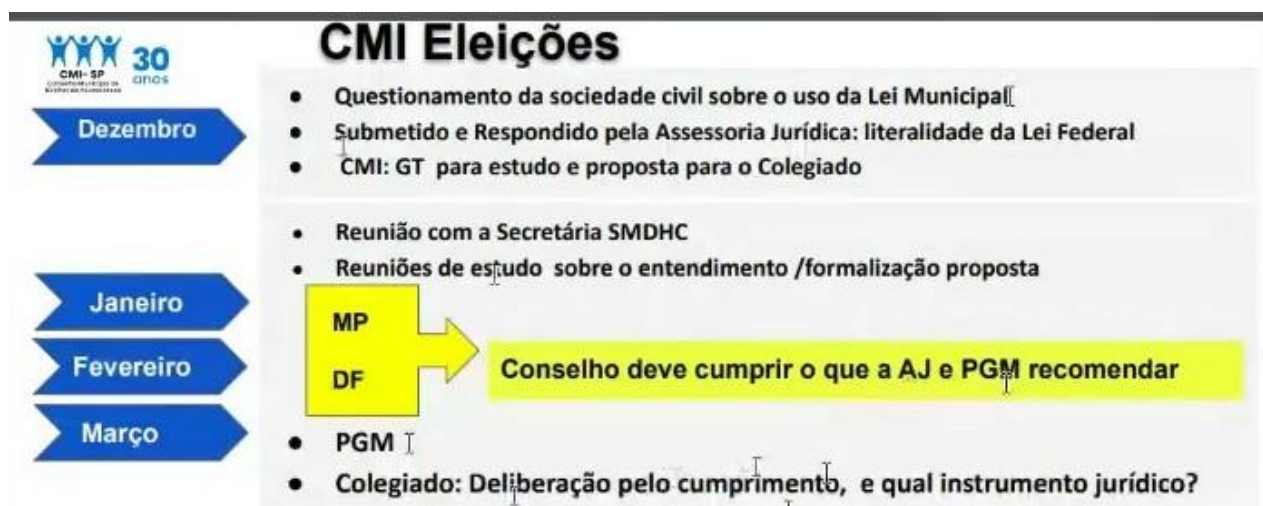 CMI Eleições
CMI-SP
30
anos
Dezembro
• Questionamento da sociedade civil sobre o uso da Lei Municipal
• Submetido e Respondido pela Assessoria Jurídica: literalidade da Lei Federal
• CMI: GT para estudo e proposta para o Colegiado
• Reunião com a Secretária SMDHC
• Reuniões de estudo sobre o entendimento /formalização proposta
Janeiro
Fevereiro
Março
MP
DF
Conselho deve cumprir o que a AJ e PGM recomendar
• PGM
• Colegiado: Deliberação pelo cumprimento, e qual instrumento jurídico?